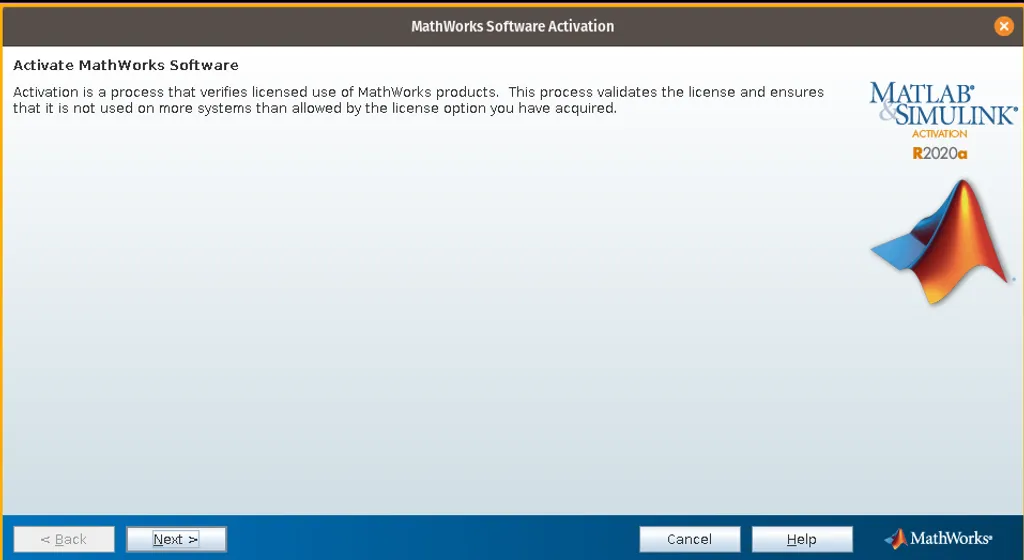 MathWorks Software Activation
Activate MathWorks Software
Activation is a process that verifies licensed use of MathWorks products. This process validates the license and ensures
that it is not used on more systems than allowed by the license option you have acquired.
MATLAB®
&SIMULINK®
ACTIVATION
R2020a
< Back
Next >
Cancel
Help
MathWorks®